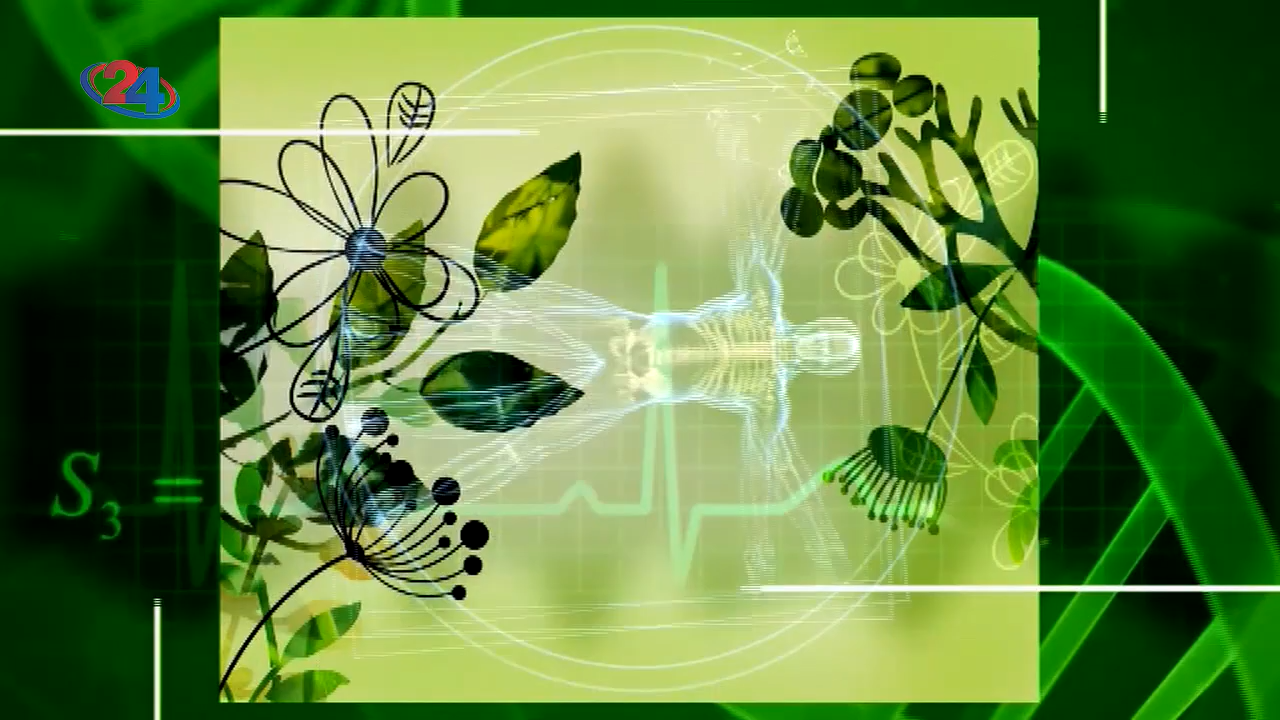 24
S₃ =